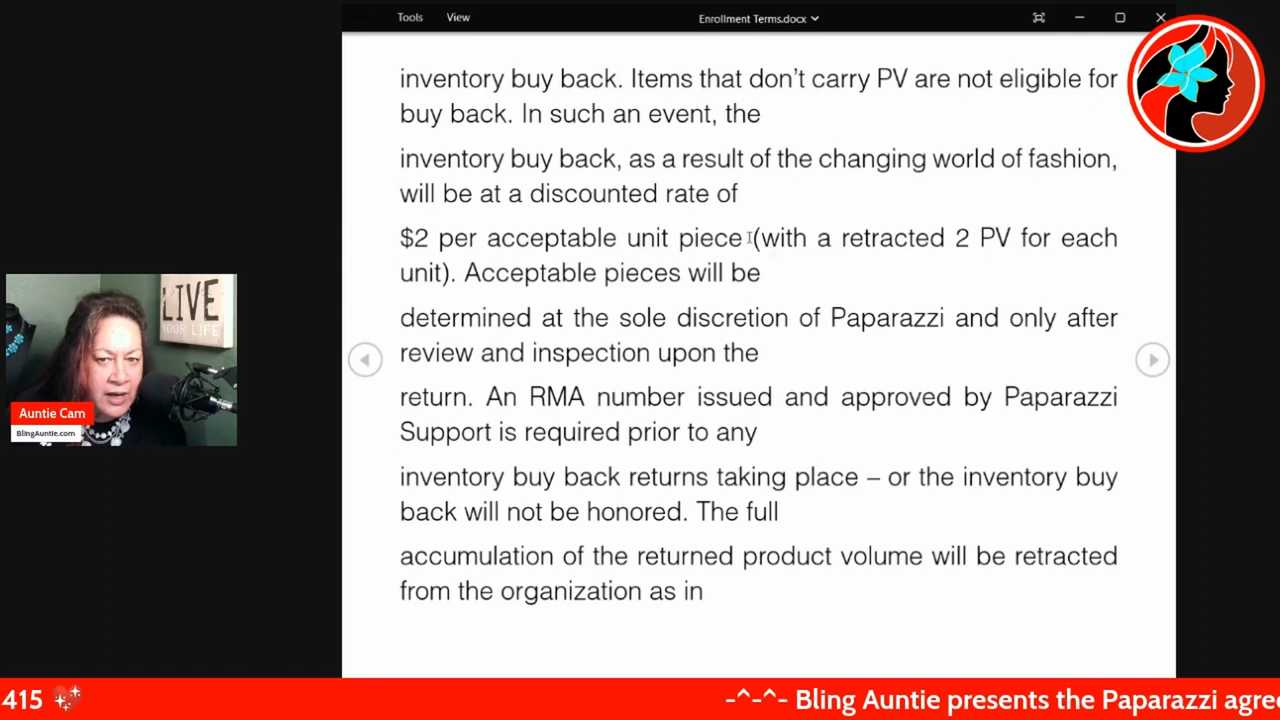 Tools View Enrollment Terms.docx
inventory buy back. Items that don't carry PV are not eligible for
buy back. In such an event, the
inventory buy back, as a result of the changing world of fashion,
will be at a discounted rate of
$2 per acceptable unit piece (with a retracted 2 PV for each
unit). Acceptable pieces will be
determined at the sole discretion of Paparazzi and only after
review and inspection upon the
return. An RMA number issued and approved by Paparazzi
Support is required prior to any
inventory buy back returns taking place – or the inventory buy
back will not be honored. The full
accumulation of the returned product volume will be retracted
from the organization as in
LIVE
YOUR LIFE
Auntie Cam
BlingAuntie.com
415 💖 -^-^- Bling Auntie presents the Paparazzi agree